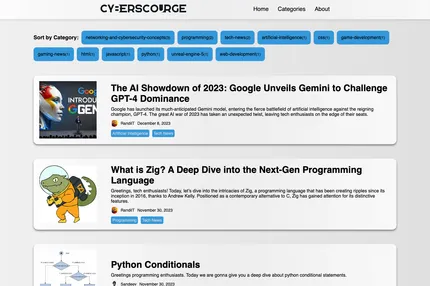 CYBERSCOURGE
Home Categories About
Sort by Category:
networking-and-cybersecurity-concepts(3) programming(3) tech-news(2) artificial-intelligence(1) css(1) game-development(1)
gaming-news(1) html(1) javascript(1) python(1) unreal-engine-5(1) web-development(1)
GOOGLE
INTRODU
GEN
The AI Showdown of 2023: Google Unveils Gemini to Challenge
GPT-4 Dominance
Google has launched its much-anticipated Gemini model, entering the fierce battlefield of artificial intelligence against the reigning
champion, GPT-4. The great AI war of 2023 has taken an unexpected twist, leaving tech enthusiasts on the edge of their seats.
December 8, 2023
Artificial Intelligence Tech News
What is Zig? A Deep Dive into the Next-Gen Programming
Language
Greetings, tech enthusiasts! Today, let's dive into the intricacies of Zig, a programming language that has been creating ripples since its
inception in 2016, thanks to Andrew Kelley. Positioned as a contemporary alternative to C, Zig has gained attention for its distinctive
features.
November 30, 2023
Programming Tech News
Python Conditionals
Greetings programming enthusiasts. Today we are gonna give you a deep dive about python conditional statements.
Sandeev November 30, 2023